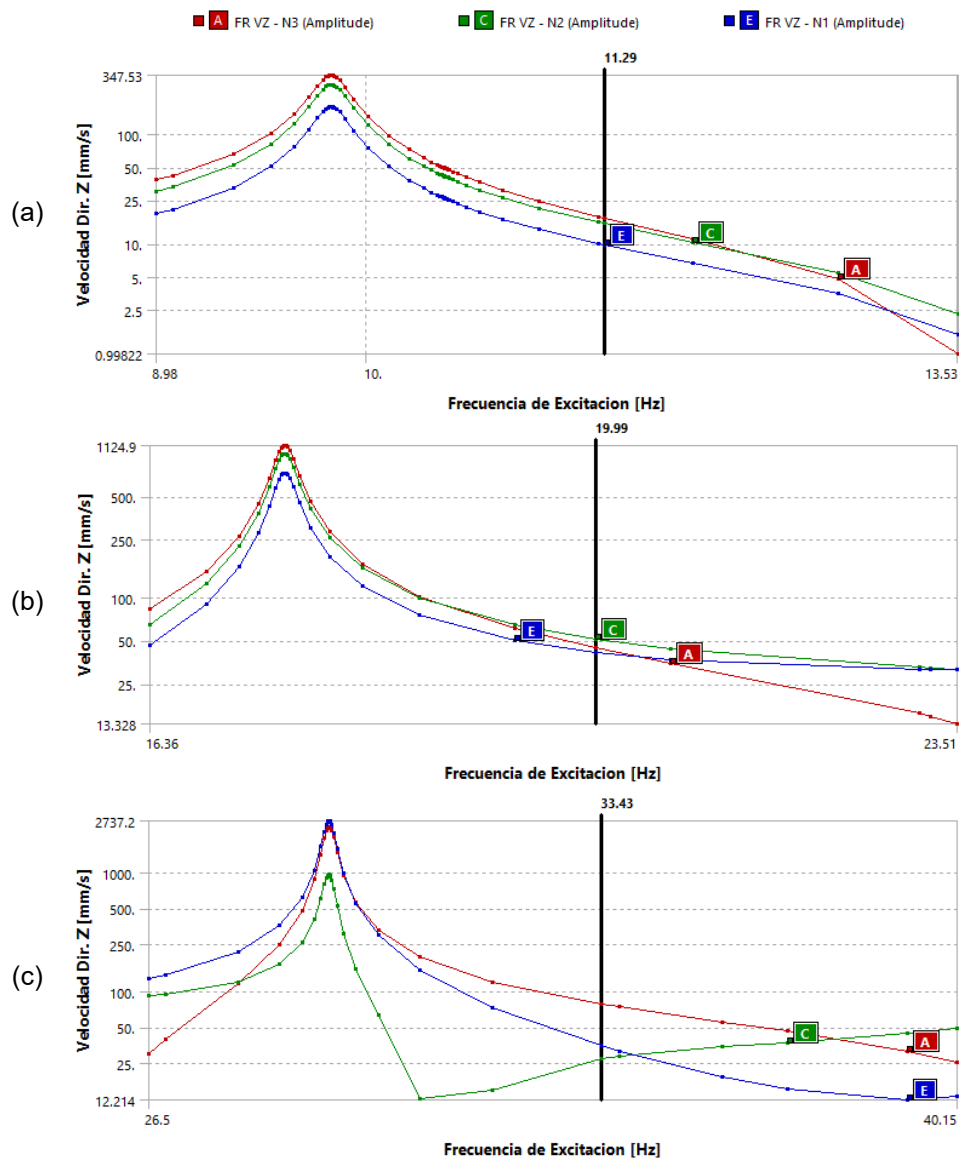 A FR VZ - N3 (Amplitude) C FR VZ - N2 (Amplitude) E FR VZ - N1 (Amplitude)
(a)
Velocidad Dir. Z [mm/s]
11.29
347.53
100.
50.
25.
10.
5.
2.5
0.99822
E
C
A
8.98 10. 13.53
Frecuencia de Excitacion [Hz]
(b)
Velocidad Dir. Z [mm/s]
19.99
1124.9
500.
250.
100.
50.
25.
13.328
E
C
A
16.36 23.51
Frecuencia de Excitacion [Hz]
(c)
Velocidad Dir. Z [mm/s]
33.43
2737.2
1000.
500.
250.
100.
50.
25.
12.214
C
A
E
26.5 40.15
Frecuencia de Excitacion [Hz]